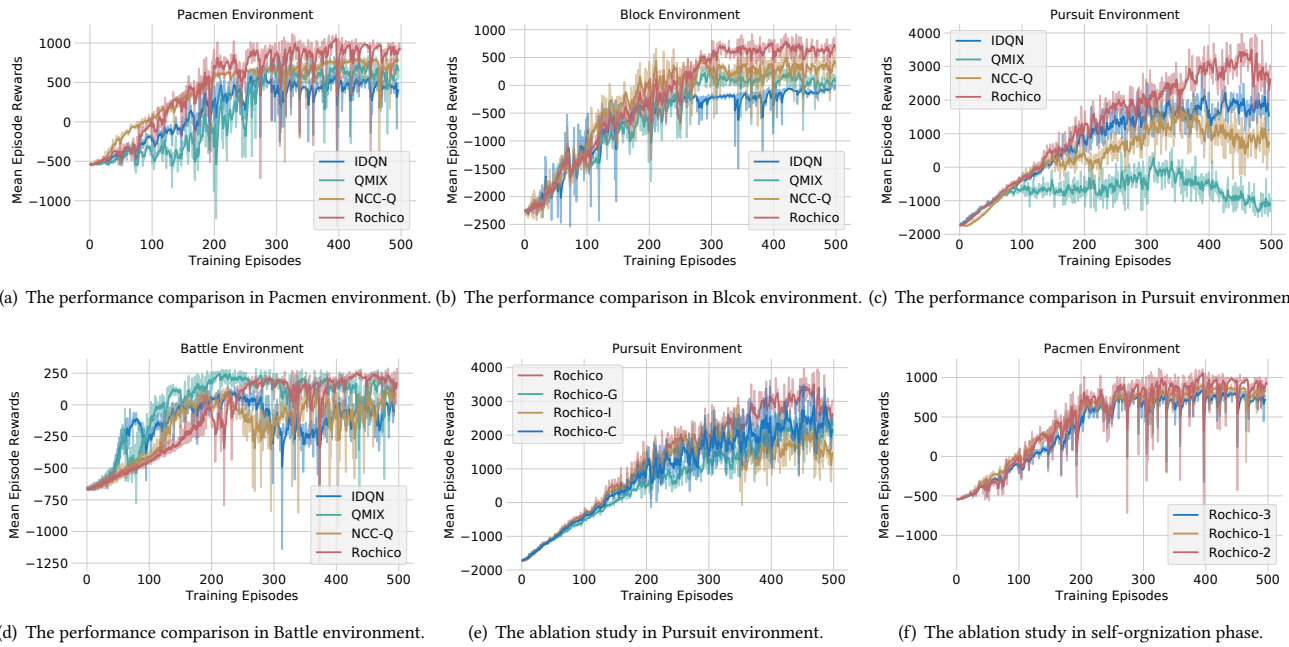 Pacmen Environment
Mean Episode Rewards
1000
500
0
−500
−1000
IDQN
QMIX
NCC-Q
Rochico
0 100 200 300 400 500
Training Episodes
(a) The performance comparison in Pacmen environment.
Block Environment
Mean Episode Rewards
1000
500
0
−500
−1000
−1500
−2000
−2500
IDQN
QMIX
NCC-Q
Rochico
0 100 200 300 400 500
Training Episodes
(b) The performance comparison in Blcok environment.
Pursuit Environment
Mean Episode Rewards
4000
3000
2000
1000
0
−1000
−2000
IDQN
QMIX
NCC-Q
Rochico
0 100 200 300 400 500
Training Episodes
(c) The performance comparison in Pursuit environmen
Battle Environment
Mean Episode Rewards
250
0
−250
−500
−750
−1000
−1250
IDQN
QMIX
NCC-Q
Rochico
0 100 200 300 400 500
Training Episodes
(d) The performance comparison in Battle environment.
Pursuit Environment
Mean Episode Rewards
4000
3000
2000
1000
0
−1000
−2000
Rochico
Rochico-G
Rochico-I
Rochico-C
0 100 200 300 400 500
Training Episodes
(e) The ablation study in Pursuit environment.
Pacmen Environment
Mean Episode Rewards
1000
500
0
−500
−1000
Rochico-3
Rochico-1
Rochico-2
0 100 200 300 400 500
Training Episodes
(f) The ablation study in self-orgnization phase.